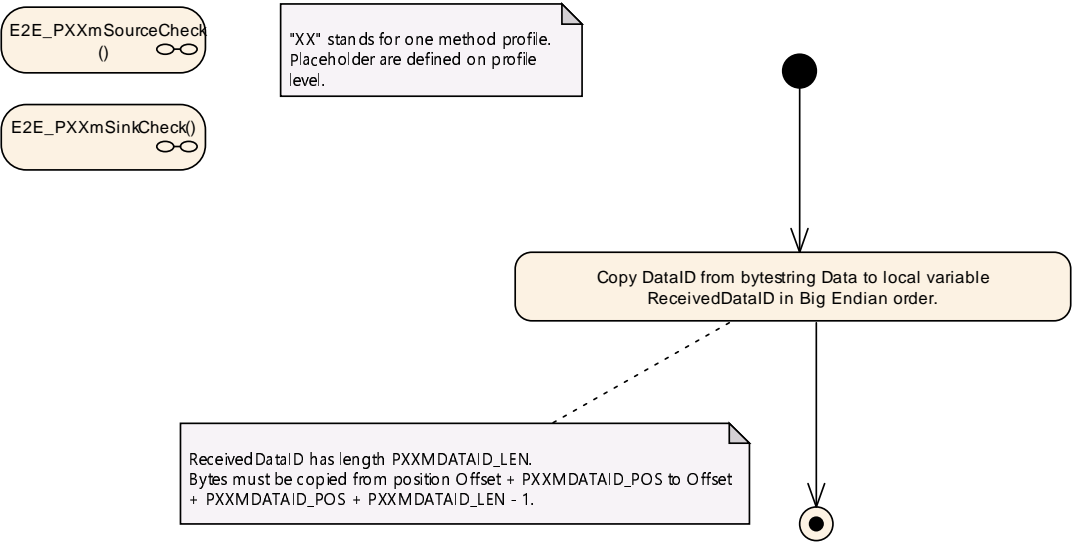 E2E_PXXmSourceCheck
()
E2E_PXXmSinkCheck()
"XX" stands for one method profile.
Placeholder are defined on profile
level.
Copy DataID from bytestring Data to local variable
ReceivedDataID in Big Endian order.
ReceivedDataID has length PXXMDATAID_LEN.
Bytes must be copied from position Offset + PXXMDATAID_POS to Offset
+ PXXMDATAID_POS + PXXMDATAID_LEN - 1.